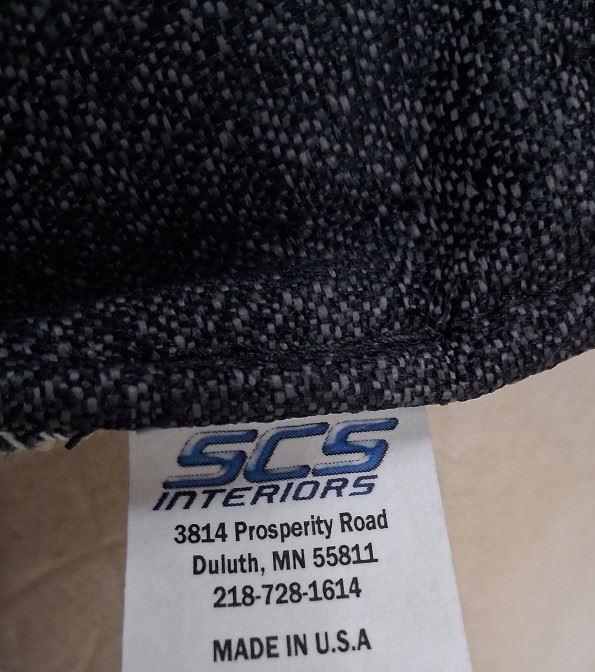 SCS
INTERIORS
3814 Prosperity Road
Duluth, MN 55811
218-728-1614
MADE IN U.S.A